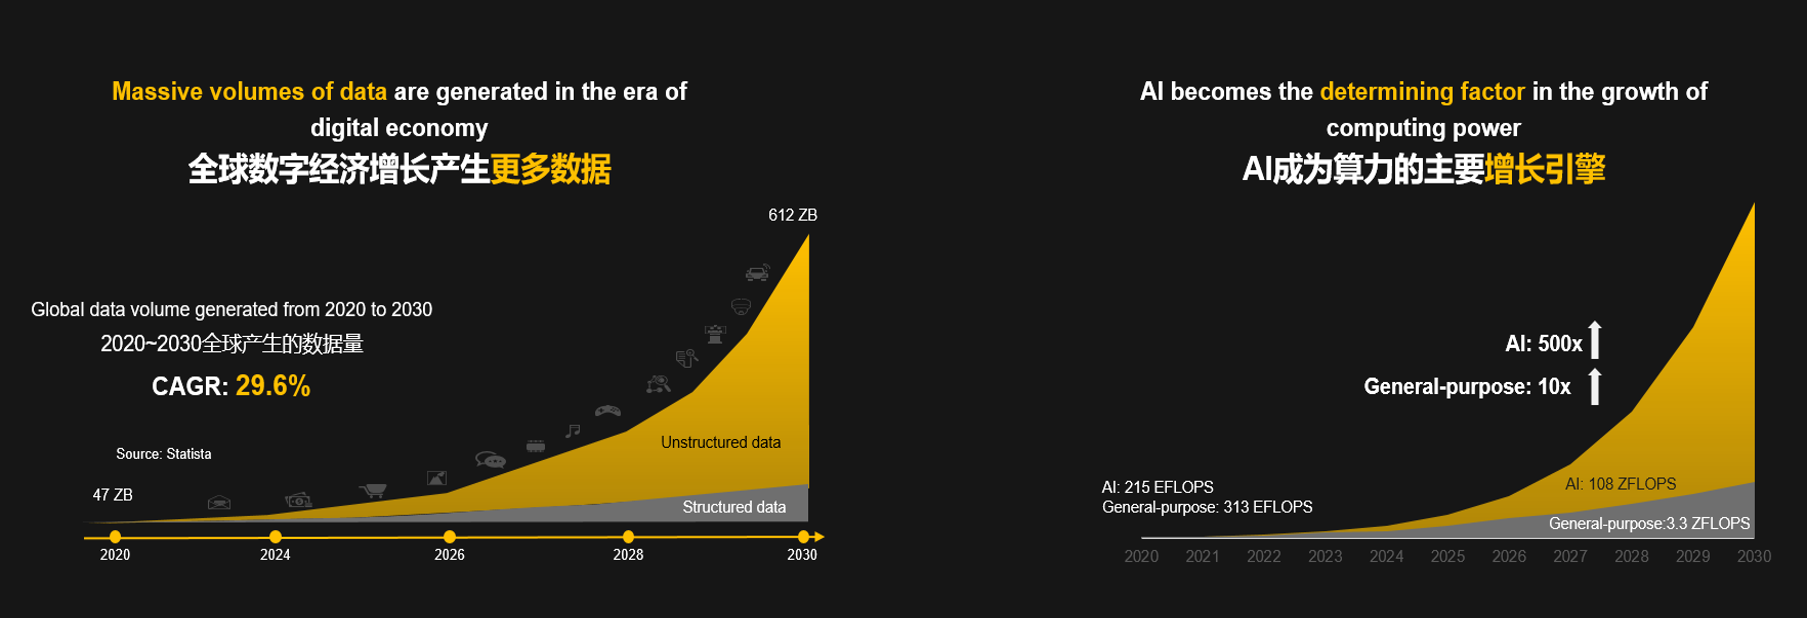 Massive volumes of data are generated in the era of
digital economy
全球数字经济增长产生更多数据
612 ZB
Global data volume generated from 2020 to 2030
2020~2030全球产生的数据量
CAGR: 29.6%
Unstructured data
Source: Statista
47 ZB
Structured data
2020 2024 2026 2028 2030
AI becomes the determining factor in the growth of
computing power
AI成为算力的主要增长引擎
AI: 500x
General-purpose: 10x
AI: 215 EFLOPS
General-purpose: 313 EFLOPS
AI: 108 ZFLOPS
General-purpose:3.3 ZFLOPS
2020 2021 2022 2023 2024 2025 2026 2027 2028 2029 2030